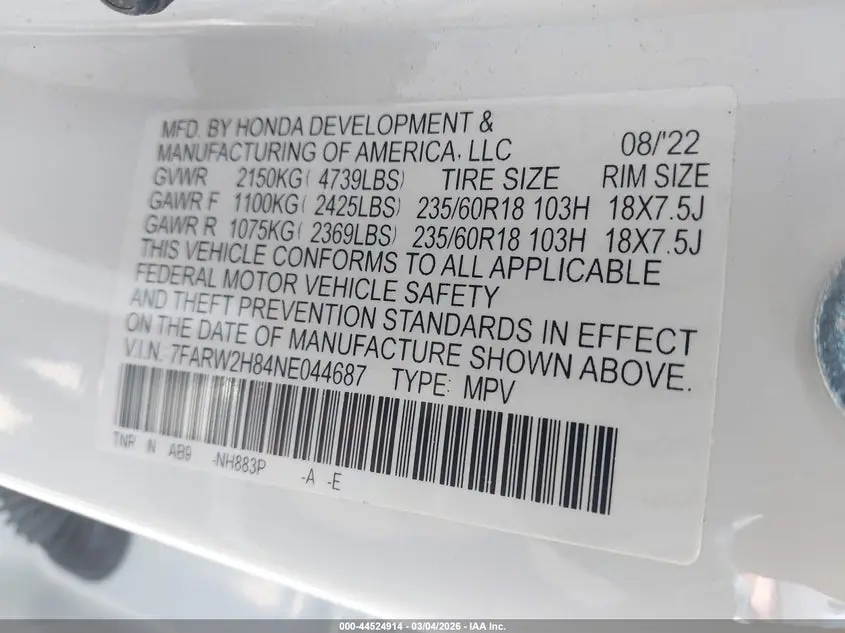 MFD. BY HONDA DEVELOPMENT &
MANUFACTURING OF AMERICA, LLC 08/'22
GVWR 2150KG( 4739LBS) TIRE SIZE RIM SIZE
GAWR F 1100KG( 2425LBS) 235/60R18 103H 18X7.5J
GAWR R 1075KG( 2369LBS) 235/60R18 103H 18X7.5J
THIS VEHICLE CONFORMS TO ALL APPLICABLE
FEDERAL MOTOR VEHICLE SAFETY
AND THEFT PREVENTION STANDARDS IN EFFECT
ON THE DATE OF MANUFACTURE SHOWN ABOVE.
V.I.N. 7FARW2H84NE044687 TYPE: MPV
TNR N AB9 -NH883P -A -E
000-44524914 - 03/04/2026 - IAA Inc.